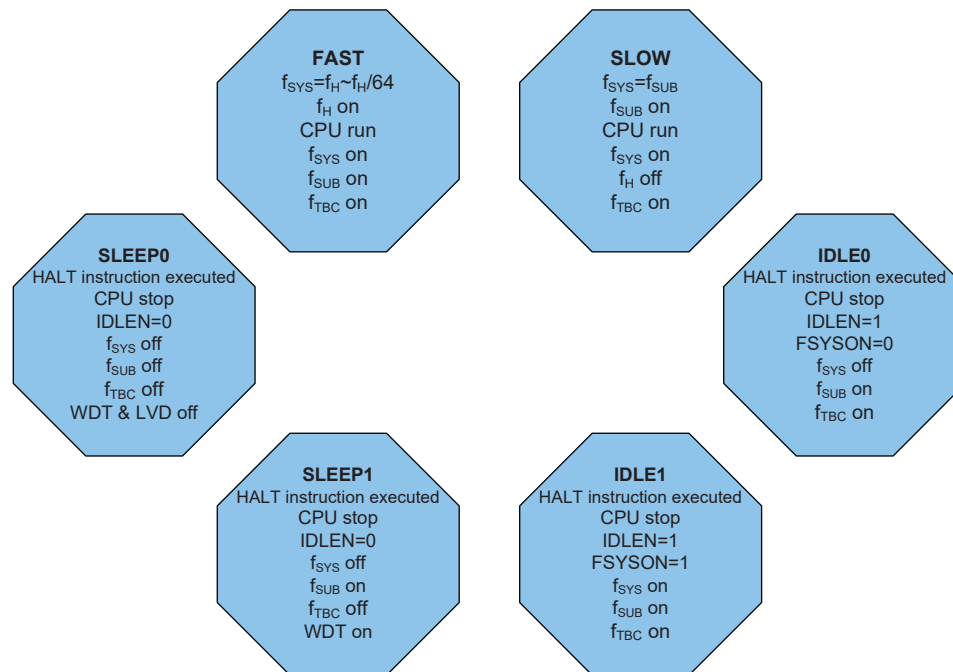 FAST
fSYS=fH~fH/64
fH on
CPU run
fSYS on
fSUB on
fTBC on
SLOW
fSYS=fSUB
fSUB on
CPU run
fSYS on
fH off
fTBC on
SLEEP0
HALT instruction executed
CPU stop
IDLEN=0
fSYS off
fSUB off
fTBC off
WDT & LVD off
IDLE0
HALT instruction executed
CPU stop
IDLEN=1
FSYSON=0
fSYS off
fSUB on
fTBC on
SLEEP1
HALT instruction executed
CPU stop
IDLEN=0
fSYS off
fSUB on
fTBC off
WDT on
IDLE1
HALT instruction executed
CPU stop
IDLEN=1
FSYSON=1
fSYS on
fSUB on
fTBC on